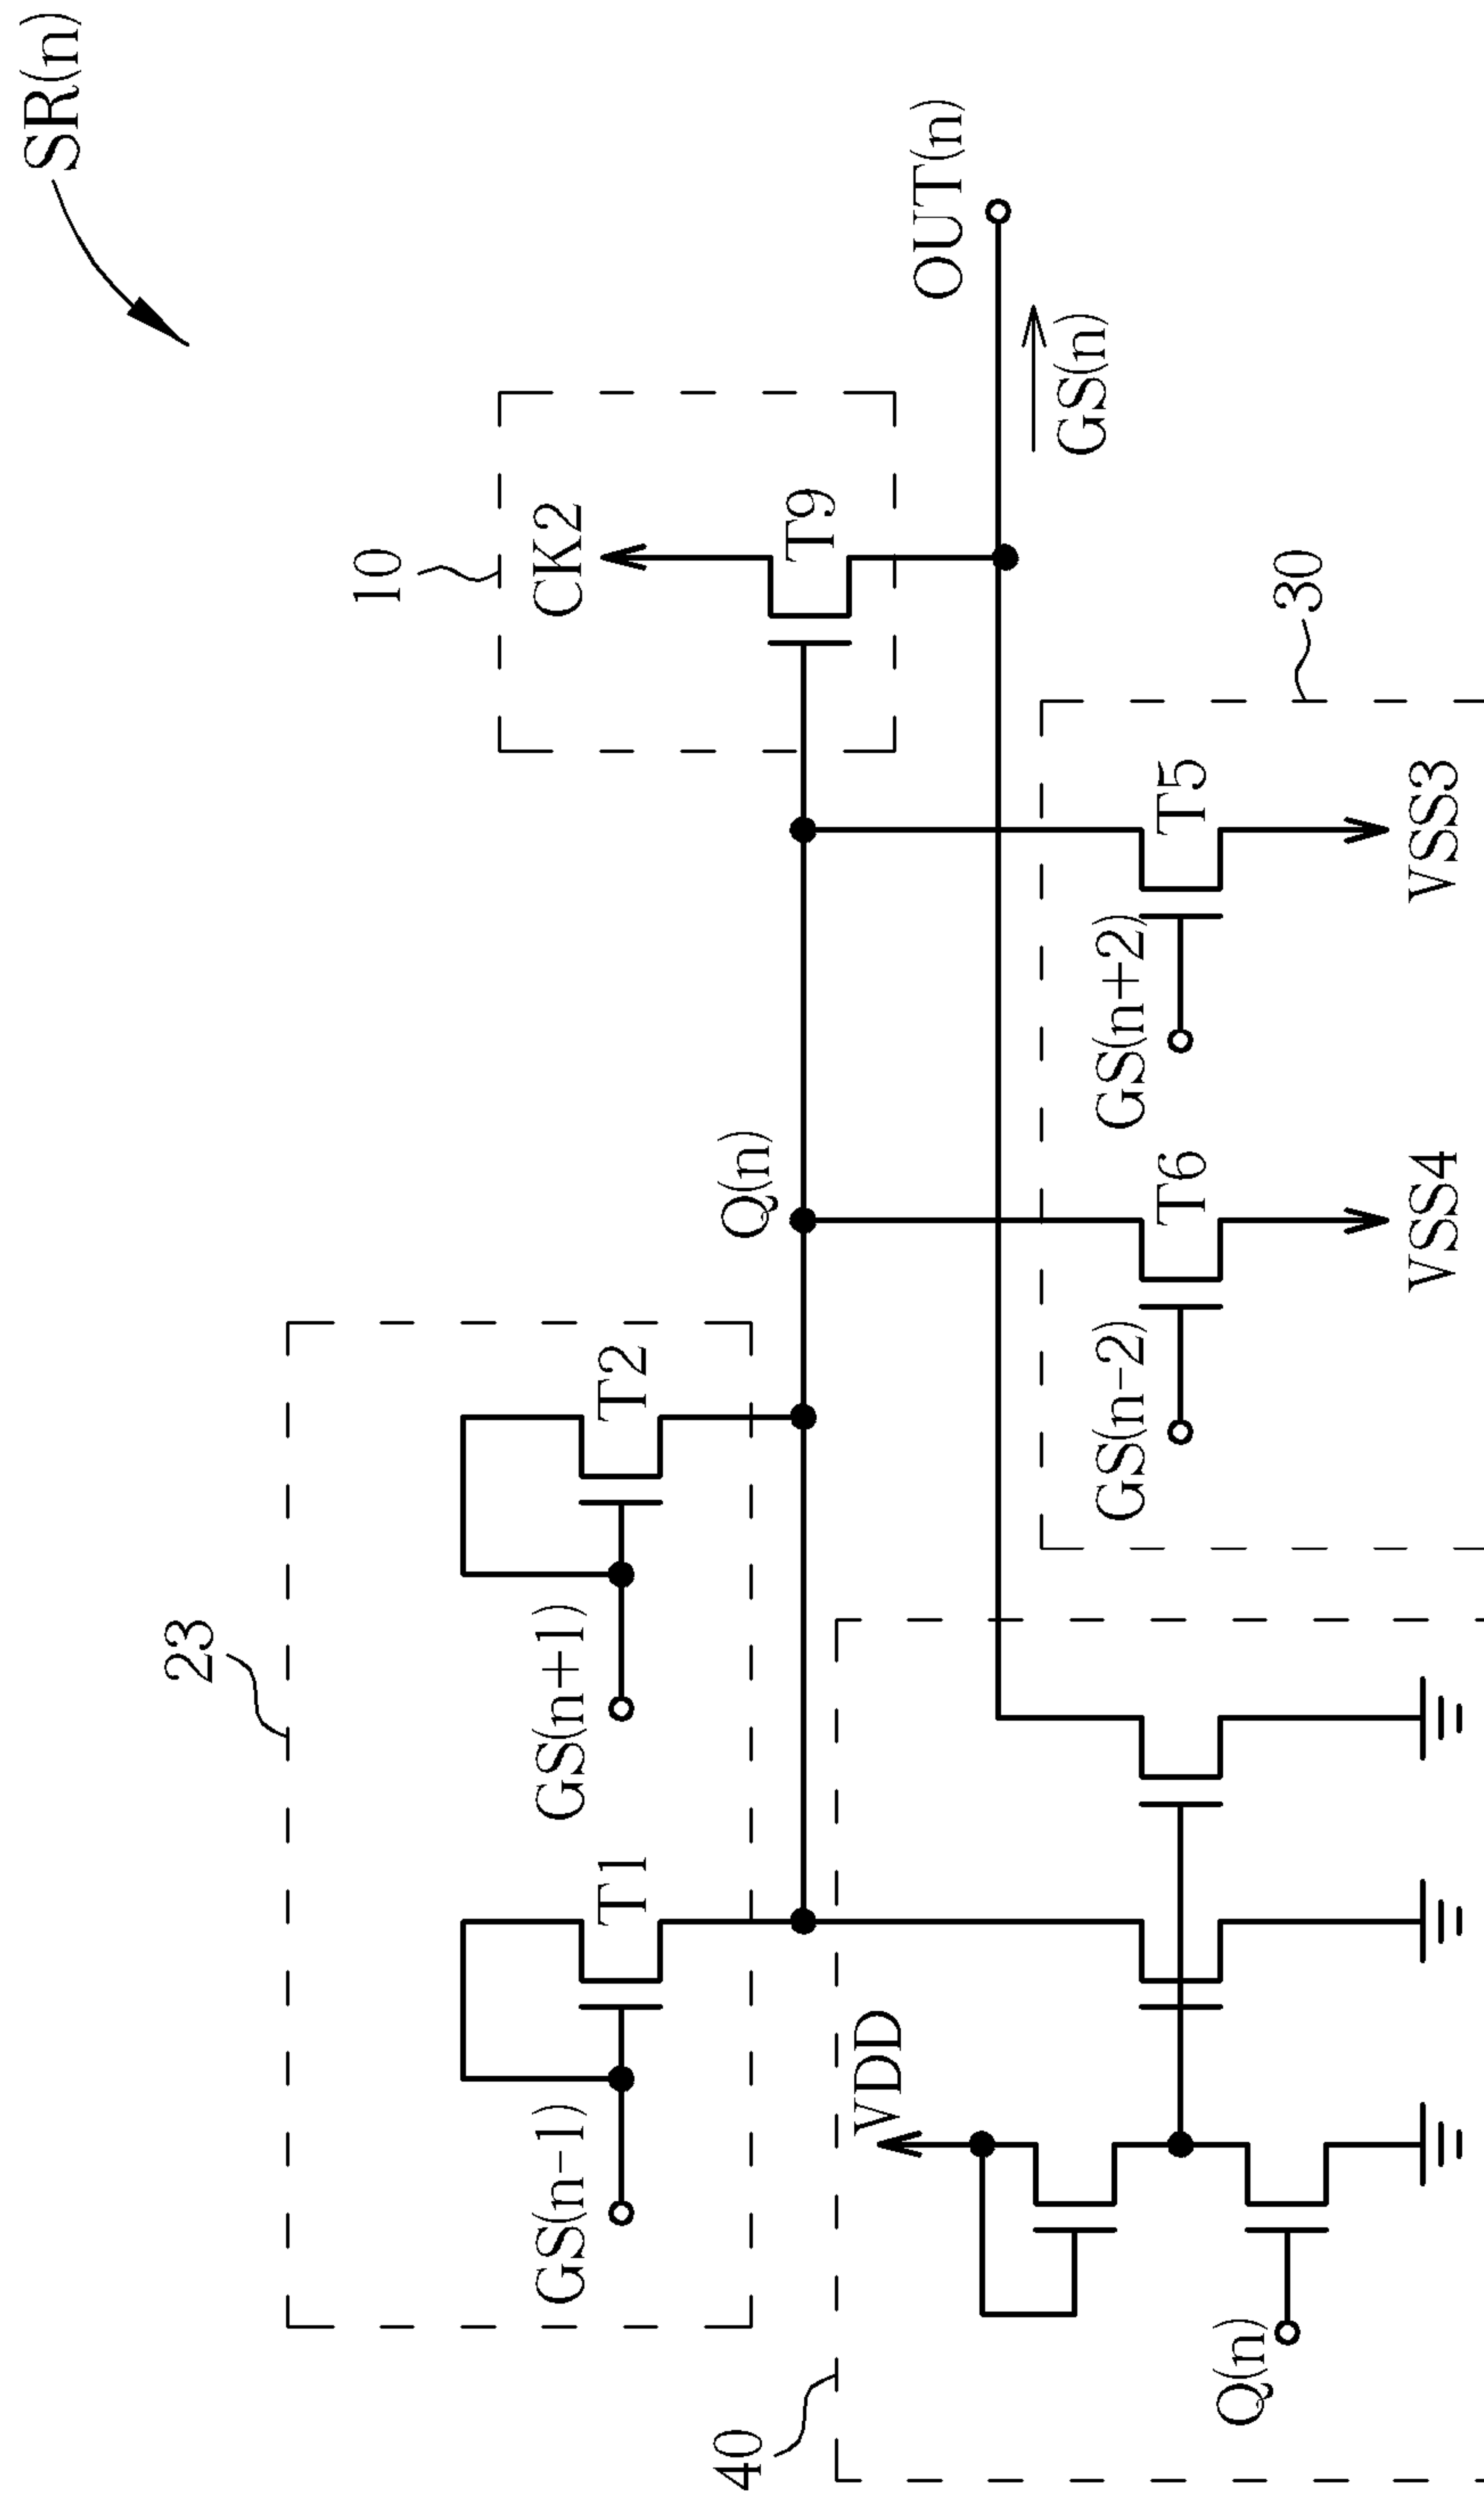 SR(n)
23
10
CK2
GS(n-1)
T1
GS(n+1)
T2
T9
Q(n)
40
VDD
OUT(n)
GS(n)
GS(n-2)
T6
GS(n+2)
T5
30
Q(n)
VSS4
VSS3